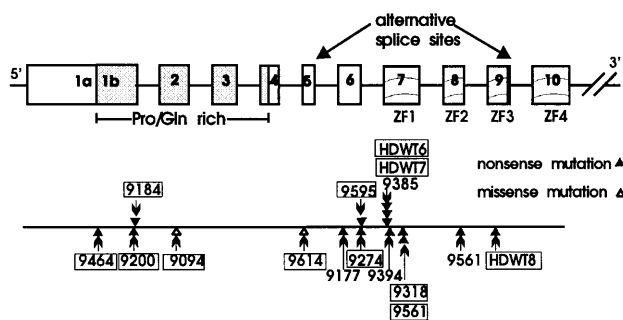 alternative
splice sites
5' 1a 1b 2 3 4 5 6 7 8 9 10 3'
Pro/Gln rich ZF1 ZF2 ZF3 ZF4
HDWT6
HDWT7
nonsense mutation
9184 9595 9385
missense mutation
9464 9200 9094 9614 9177 9274 9394 9561 HDWT8
9318
9561